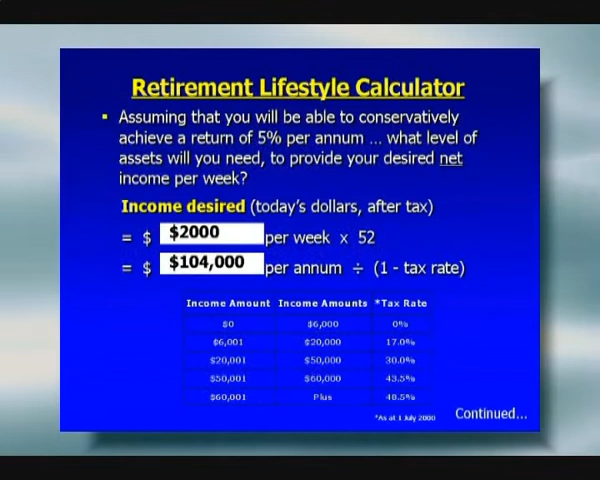 Retirement Lifestyle Calculator
▪ Assuming that you will be able to conservatively
achieve a return of 5% per annum ... what level of
assets will you need, to provide your desired net
income per week?
Income desired (today's dollars, after tax)
= $ $2000 per week x 52
= $ $104,000 per annum ÷ (1 - tax rate)
Income Amount Income Amounts *Tax Rate
$0 $6,000 0%
$6,001 $20,000 17.0%
$20,001 $50,000 30.0%
$50,001 $60,000 43.5%
$60,001 Plus 48.5%
*As at 1 July 2000
Continued...